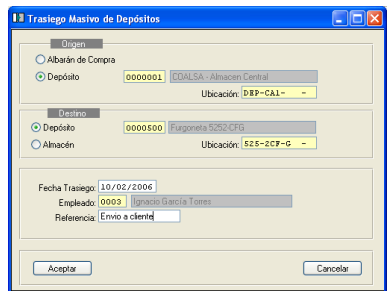 Trasiego Masivo de Depósitos
Origen
Albarán de Compra
Depósito 0000001 COALSA - Almacen Central
Ubicación: DEP-CA1- -
Destino
Depósito 0000500 Furgoneta 5252-CFG
Almacén Ubicación: 525-2CF-G -
Fecha Trasiego: 10/02/2006
Empleado: 0003 Ignacio García Torres
Referencia: Envio a cliente
Aceptar Cancelar